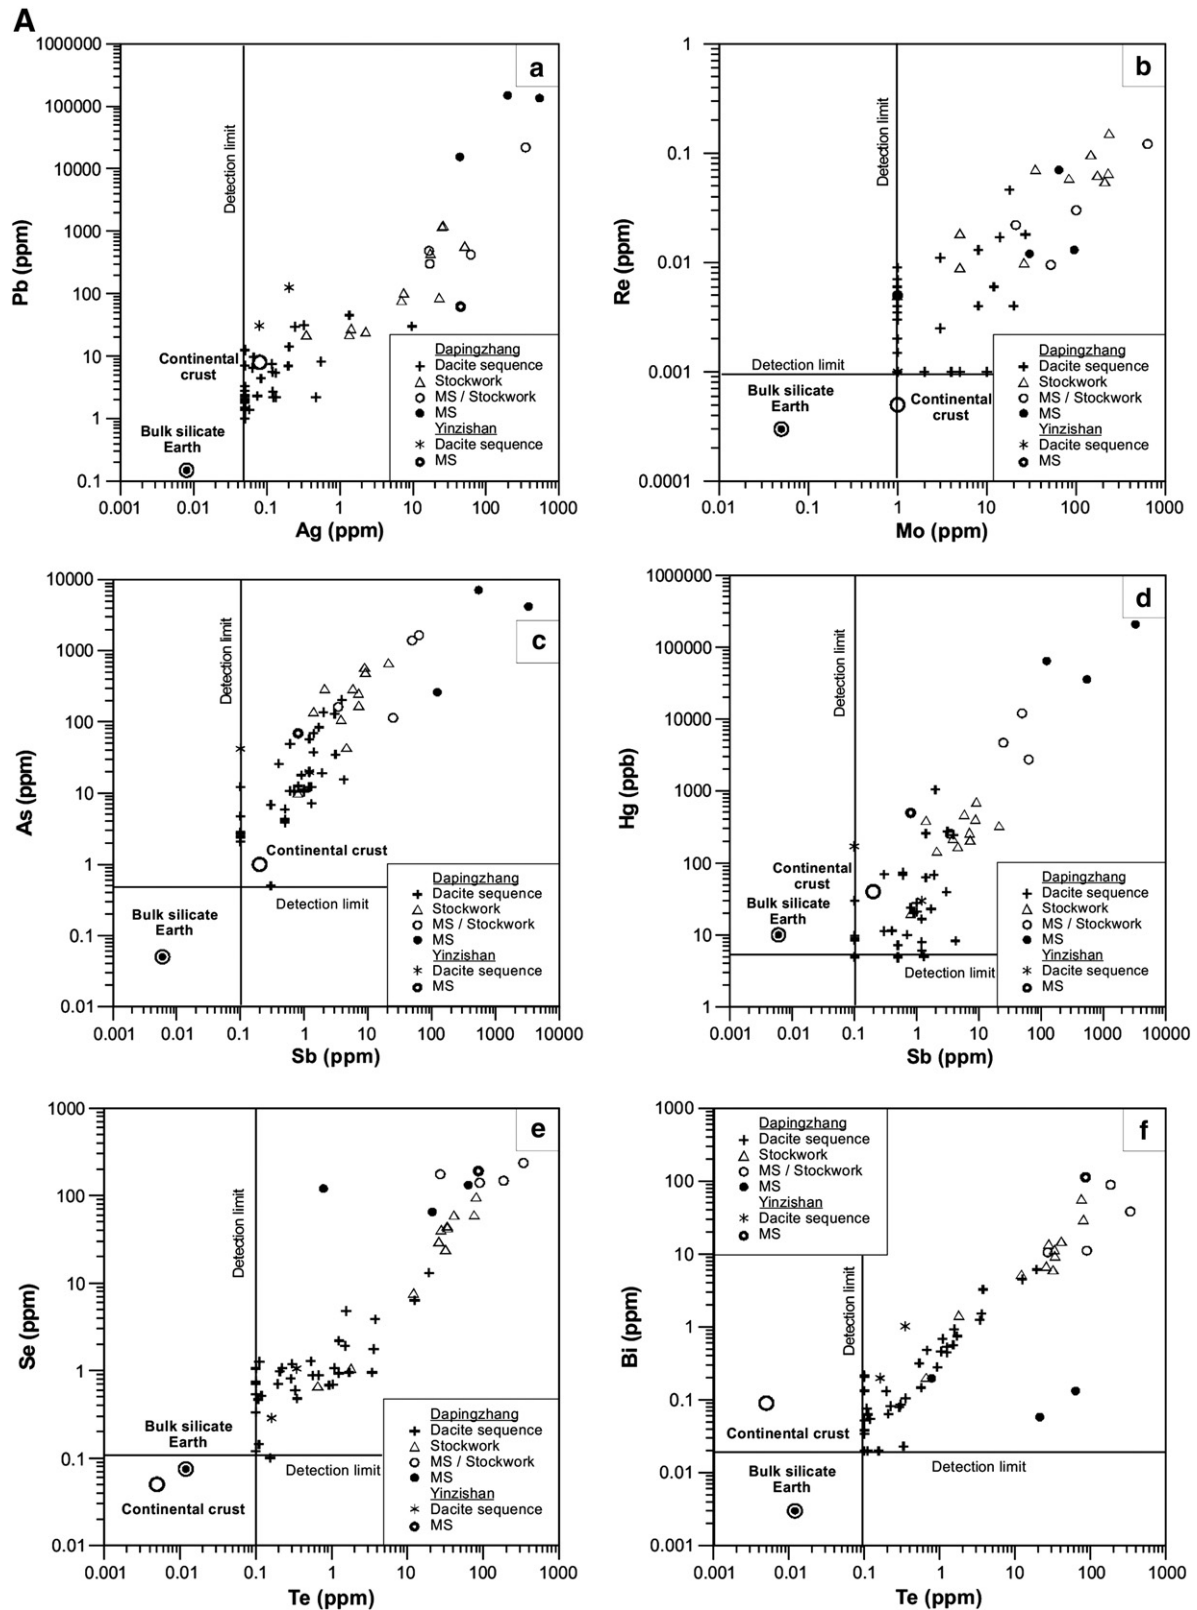 A
a
Pb (ppm)
1000000
100000
10000
1000
100
10
1
0.1
Detection limit
Continental
crust
Bulk silicate
Earth
Dapingzhang
Dacite sequence
Stockwork
MS / Stockwork
MS
Yinzishan
Dacite sequence
MS
0.001 0.01 0.1 1 10 100 1000
Ag (ppm)
b
Re (ppm)
1
0.1
0.01
0.001
0.0001
Detection limit
Detection limit
Bulk silicate
Earth
Continental
crust
Dapingzhang
Dacite sequence
Stockwork
MS / Stockwork
MS
Yinzishan
Dacite sequence
MS
0.01 0.1 1 10 100 1000
Mo (ppm)
c
As (ppm)
10000
1000
100
10
1
0.1
0.01
Detection limit
Continental crust
Detection limit
Bulk silicate
Earth
Dapingzhang
Dacite sequence
Stockwork
MS / Stockwork
MS
Yinzishan
Dacite sequence
MS
0.001 0.01 0.1 1 10 100 1000 10000
Sb (ppm)
d
Hg (ppb)
1000000
100000
10000
1000
100
10
1
Detection limit
Continental
crust
Bulk silicate
Earth
Detection limit
Dapingzhang
Dacite sequence
Stockwork
MS / Stockwork
MS
Yinzishan
Dacite sequence
MS
0.001 0.01 0.1 1 10 100 1000 10000
Sb (ppm)
e
Se (ppm)
1000
100
10
1
0.1
0.01
Detection limit
Bulk silicate
Earth
Detection limit
Continental crust
Dapingzhang
Dacite sequence
Stockwork
MS / Stockwork
MS
Yinzishan
Dacite sequence
MS
0.001 0.01 0.1 1 10 100 1000
Te (ppm)
f
Bi (ppm)
1000
100
10
1
0.1
0.01
0.001
Dapingzhang
Dacite sequence
Stockwork
MS / Stockwork
MS
Yinzishan
Dacite sequence
MS
Detection limit
Continental crust
Detection limit
Bulk silicate
Earth
0.001 0.01 0.1 1 10 100 1000
Te (ppm)